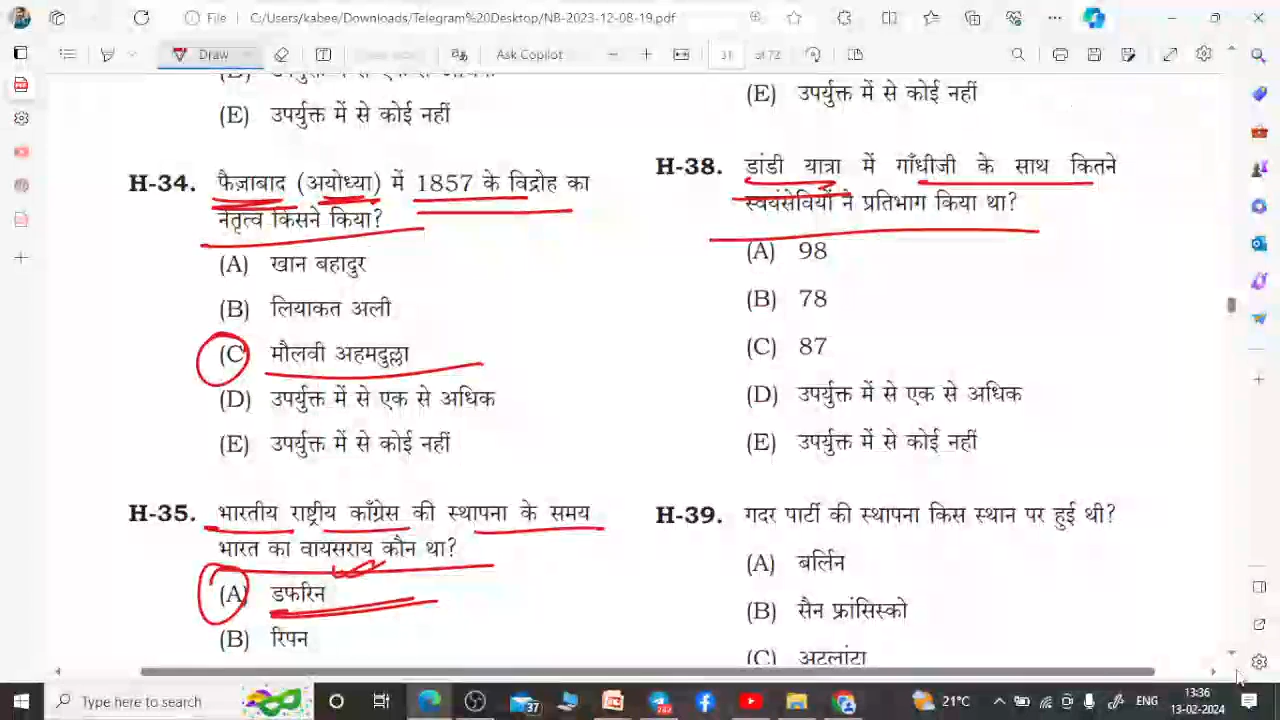 File
C:/Users/kabee/Downloads/Telegram%20Desktop/NB-2023-12-08-19.pdf
Draw
Ask Copilot
31 of 72
(E) उपर्युक्त में से कोई नहीं
H-34. फैज़ाबाद (अयोध्या) में 1857 के विद्रोह का
नेतृत्व किसने किया?
(A) खान बहादुर
(B) लियाकत अली
(C मौलवी अहमदुल्ला
(D) उपर्युक्त में से एक से अधिक
(E) उपर्युक्त में से कोई नहीं
H-35. भारतीय राष्ट्रीय काँग्रेस की स्थापना के समय
भारत का वायसराय कौन था?
(A) डफरिन
(B) रिपन
(E) उपर्युक्त में से कोई नहीं
H-38. डांडी यात्रा में गाँधीजी के साथ कितने
स्वयंसेवियों ने प्रतिभाग किया था?
(A) 98
(B) 78
(C) 87
(D) उपर्युक्त में से एक से अधिक
(E) उपर्युक्त में से कोई नहीं
H-39. गदर पार्टी की स्थापना किस स्थान पर हुई थी?
(A) बर्लिन
(B) सैन फ्रांसिस्को
(C) अटलांटा
Type here to search
37
21°C
ENG
13:36
13-02-2024